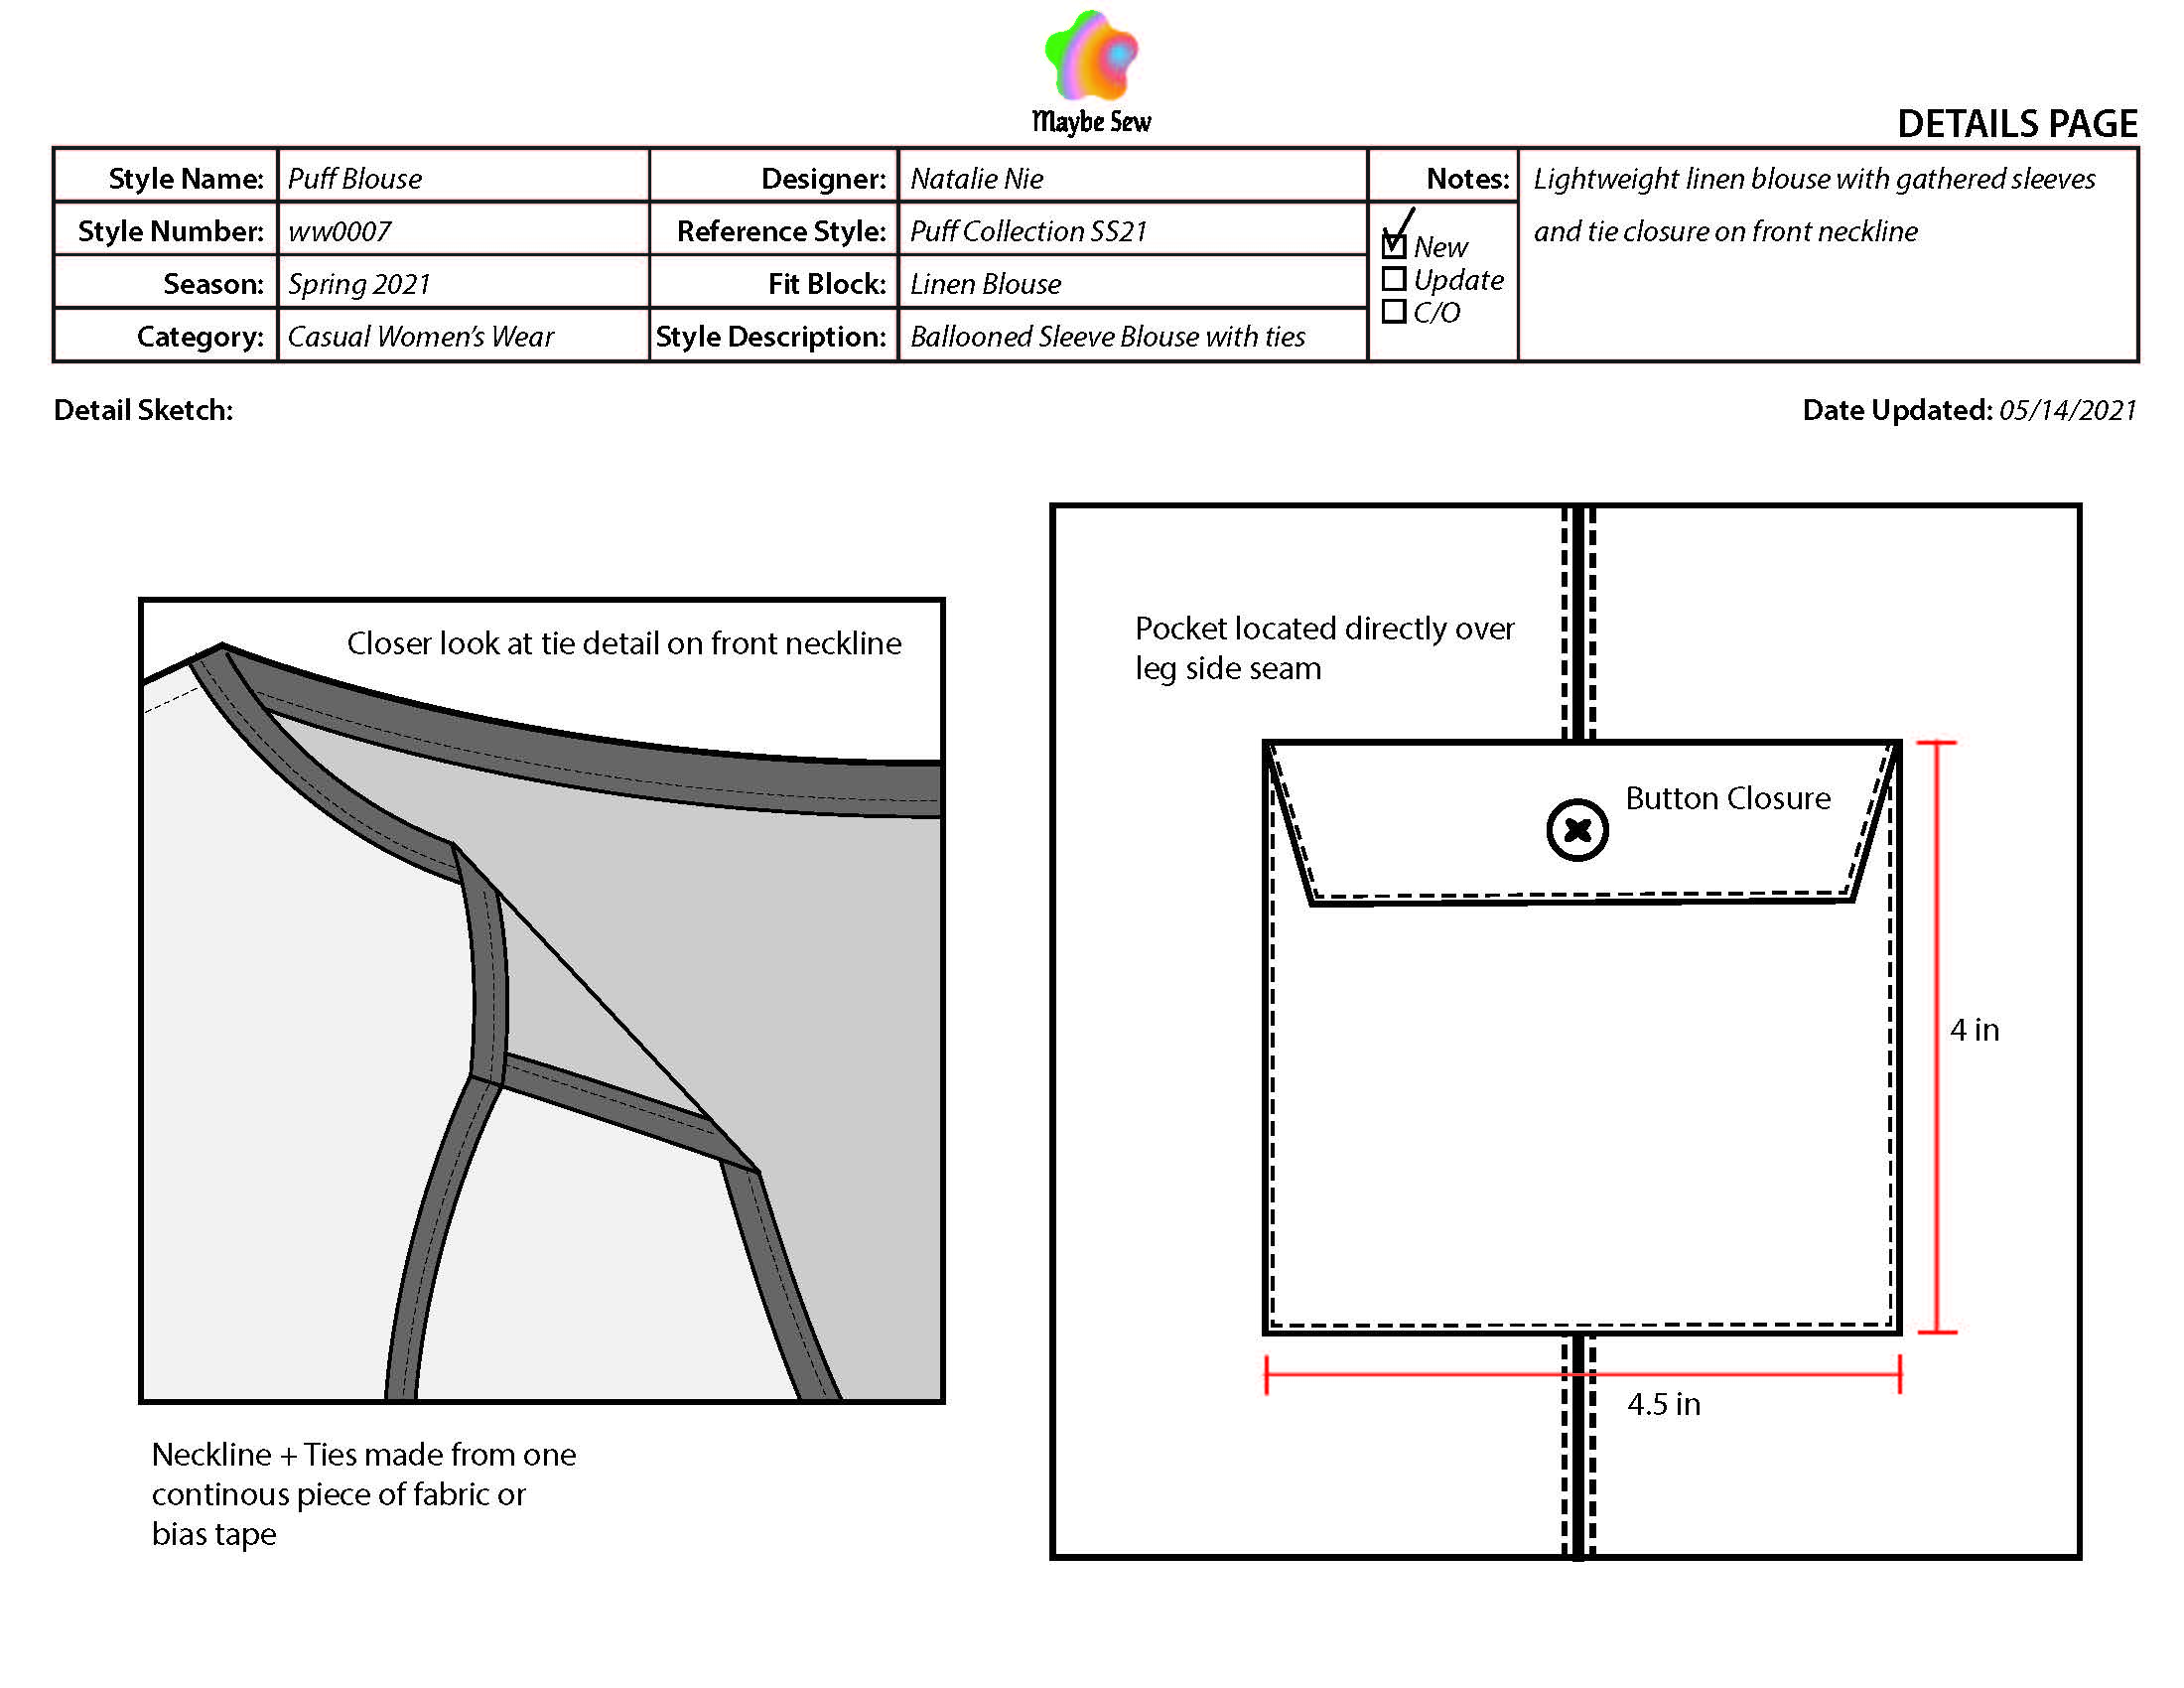 Maybe Sew
DETAILS PAGE
Style Name: Puff Blouse Designer: Natalie Nie Notes: Lightweight linen blouse with gathered sleeves
Style Number: ww0007 Reference Style: Puff Collection SS21 and tie closure on front neckline
New
Season: Spring 2021 Fit Block: Linen Blouse Update
C/O
Category: Casual Women's Wear Style Description: Ballooned Sleeve Blouse with ties
Detail Sketch: Date Updated: 05/14/2021
Closer look at tie detail on front neckline
Neckline + Ties made from one
continous piece of fabric or
bias tape
Pocket located directly over
leg side seam
Button Closure
4 in
4.5 in